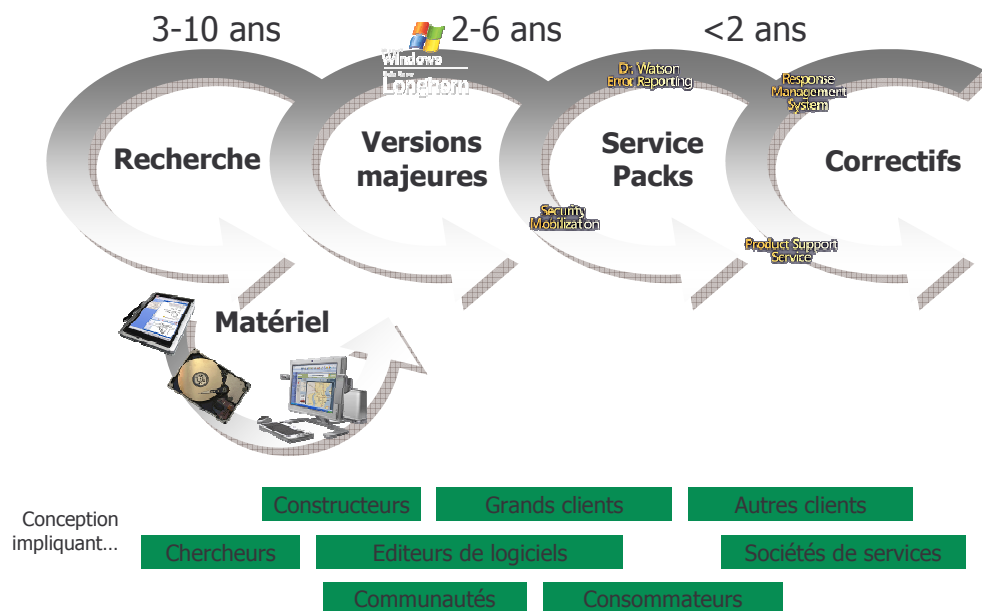 3-10 ans
2-6 ans
<2 ans
Windows
Longhorn
Dr. Watson
Error Reporting
Response
Management
System
Recherche
Versions
majeures
Service
Packs
Correctifs
Security
Mobilization
Product Support
Service
Matériel
Conception
impliquant…
Constructeurs
Grands clients
Autres clients
Chercheurs
Editeurs de logiciels
Sociétés de services
Communautés
Consommateurs